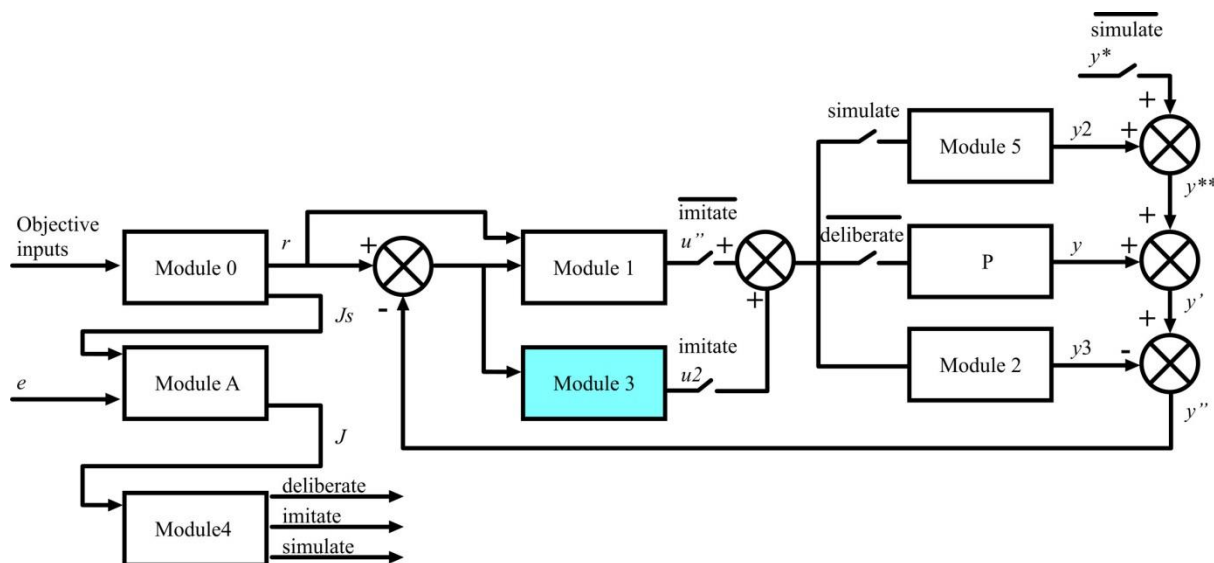 simulate
y*
+
simulate
+
Module 5
y2
y**
Objective
inputs
r
imitate
deliberate
+
Module 0
+
Module 1
u''
+
P
y
+
y'
Js
-
+
imitate
+
Module A
Module 3
u2
Module 2
y3
-
e
y''
J
deliberate
Module4
imitate
simulate